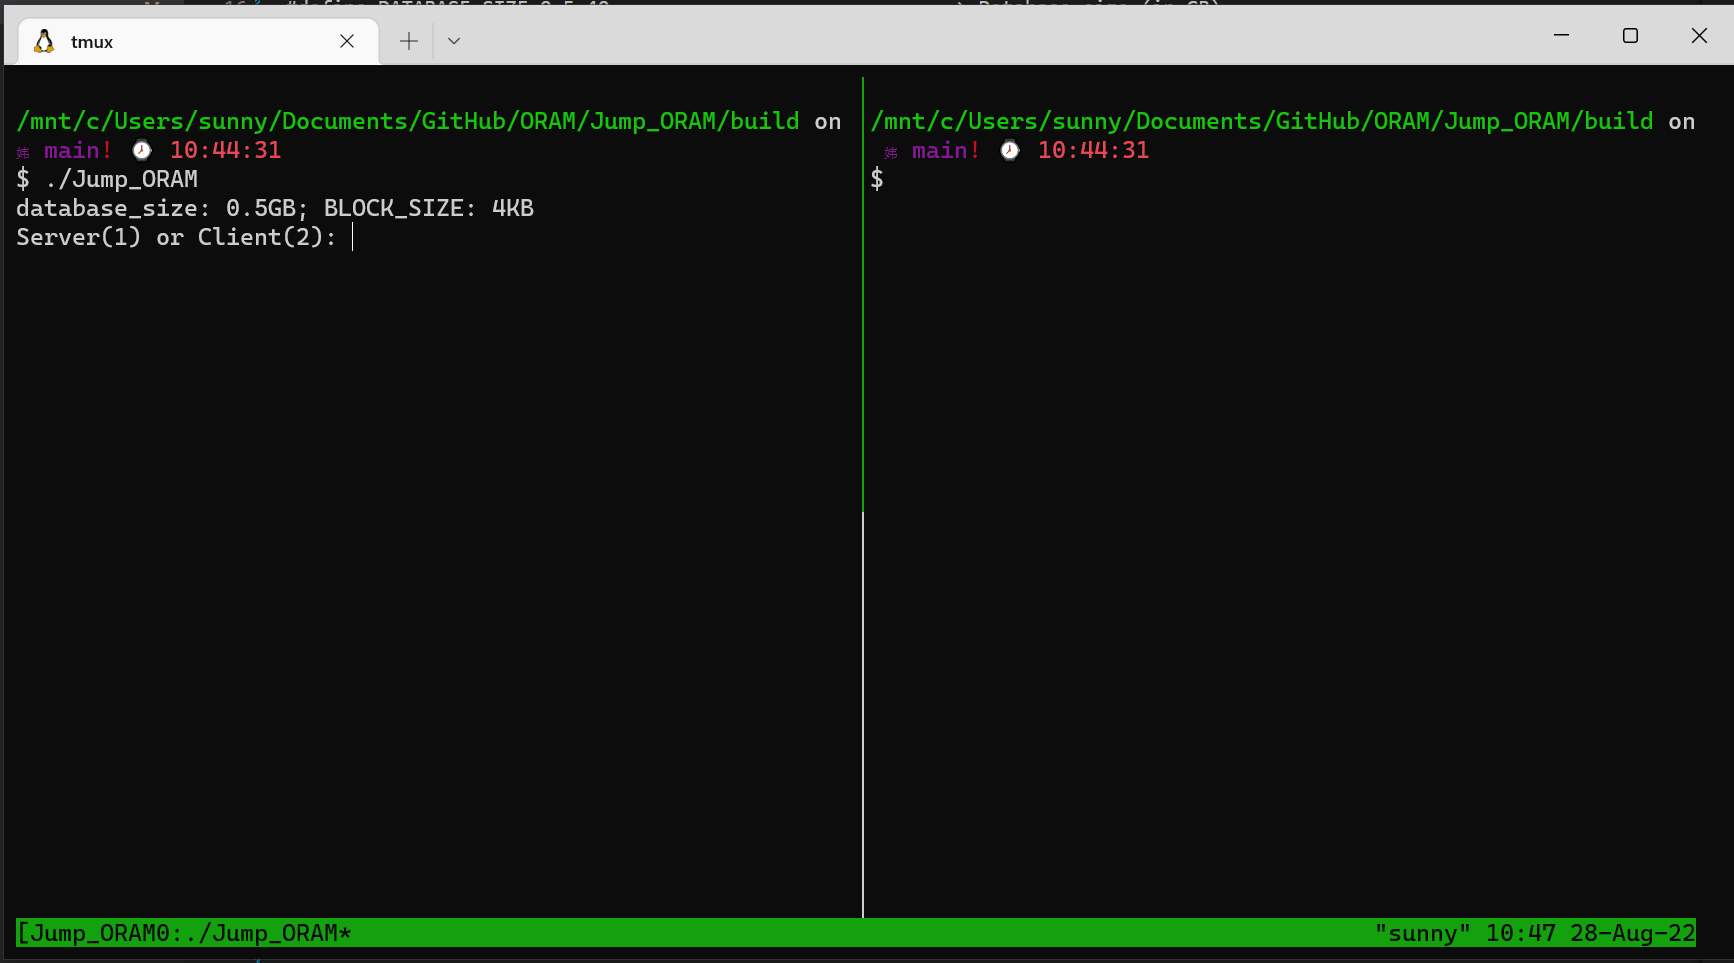 tmux
/mnt/c/Users/sunny/Documents/GitHub/ORAM/Jump_ORAM/build on
main! 10:44:31
$ ./Jump_ORAM
database_size: 0.5GB; BLOCK_SIZE: 4KB
Server(1) or Client(2):
/mnt/c/Users/sunny/Documents/GitHub/ORAM/Jump_ORAM/build on
main! 10:44:31
$
[Jump_ORAM0:./Jump_ORAM* "sunny" 10:47 28-Aug-22